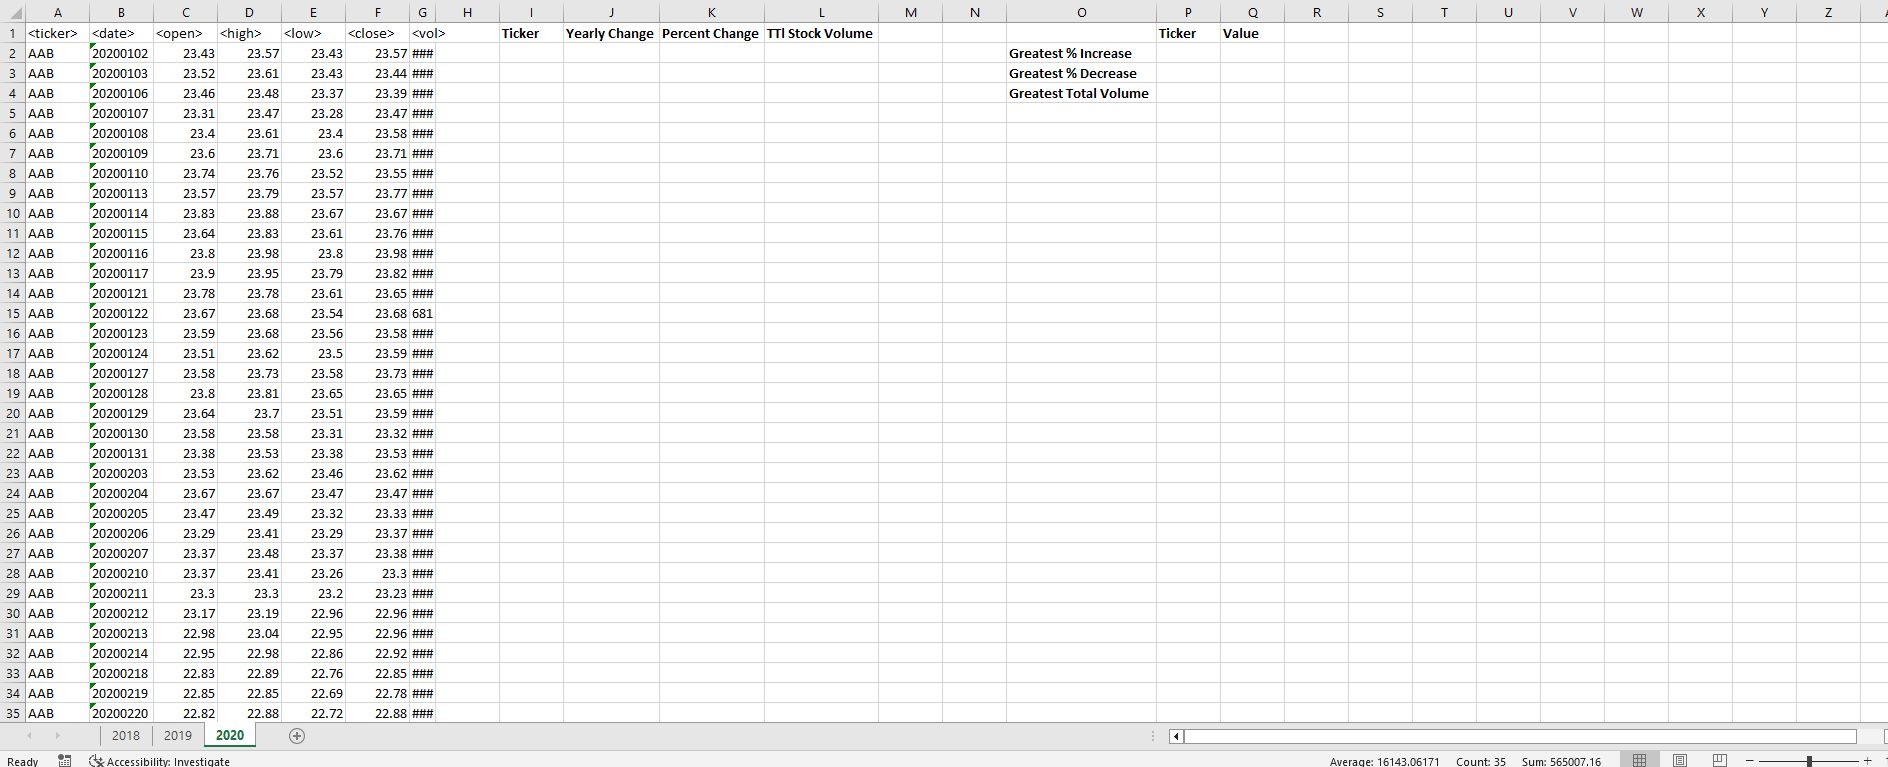 A B C D E F G H I J K L M N O P Q R S T U V W X Y Z
1 <ticker> <date> <open> <high> <low> <close> <vol> Ticker Yearly Change Percent Change TTl Stock Volume Ticker Value
2 AAB 20200102 23.43 23.57 23.43 23.57 ### Greatest % Increase
3 AAB 20200103 23.52 23.61 23.43 23.44 ### Greatest % Decrease
4 AAB 20200106 23.46 23.48 23.37 23.39 ### Greatest Total Volume
5 AAB 20200107 23.31 23.47 23.28 23.47 ###
6 AAB 20200108 23.4 23.61 23.4 23.58 ###
7 AAB 20200109 23.6 23.71 23.6 23.71 ###
8 AAB 20200110 23.74 23.76 23.52 23.55 ###
9 AAB 20200113 23.57 23.79 23.57 23.77 ###
10 AAB 20200114 23.83 23.88 23.67 23.67 ###
11 AAB 20200115 23.64 23.83 23.61 23.76 ###
12 AAB 20200116 23.8 23.98 23.8 23.98 ###
13 AAB 20200117 23.9 23.95 23.79 23.82 ###
14 AAB 20200121 23.78 23.78 23.61 23.65 ###
15 AAB 20200122 23.67 23.68 23.54 23.68 681
16 AAB 20200123 23.59 23.68 23.56 23.58 ###
17 AAB 20200124 23.51 23.62 23.5 23.59 ###
18 AAB 20200127 23.58 23.73 23.58 23.73 ###
19 AAB 20200128 23.8 23.81 23.65 23.65 ###
20 AAB 20200129 23.64 23.7 23.51 23.59 ###
21 AAB 20200130 23.58 23.58 23.31 23.32 ###
22 AAB 20200131 23.38 23.53 23.38 23.53 ###
23 AAB 20200203 23.53 23.62 23.46 23.62 ###
24 AAB 20200204 23.67 23.67 23.47 23.47 ###
25 AAB 20200205 23.47 23.49 23.32 23.33 ###
26 AAB 20200206 23.29 23.41 23.29 23.37 ###
27 AAB 20200207 23.37 23.48 23.37 23.38 ###
28 AAB 20200210 23.37 23.41 23.26 23.3 ###
29 AAB 20200211 23.3 23.3 23.2 23.23 ###
30 AAB 20200212 23.17 23.19 22.96 22.96 ###
31 AAB 20200213 22.98 23.04 22.95 22.96 ###
32 AAB 20200214 22.95 22.98 22.86 22.92 ###
33 AAB 20200218 22.83 22.89 22.76 22.85 ###
34 AAB 20200219 22.85 22.85 22.69 22.78 ###
35 AAB 20200220 22.82 22.88 22.72 22.88 ###
2018 2019 2020
Ready Accessibility: Investigate Average: 16143.06171 Count: 35 Sum: 565007.16